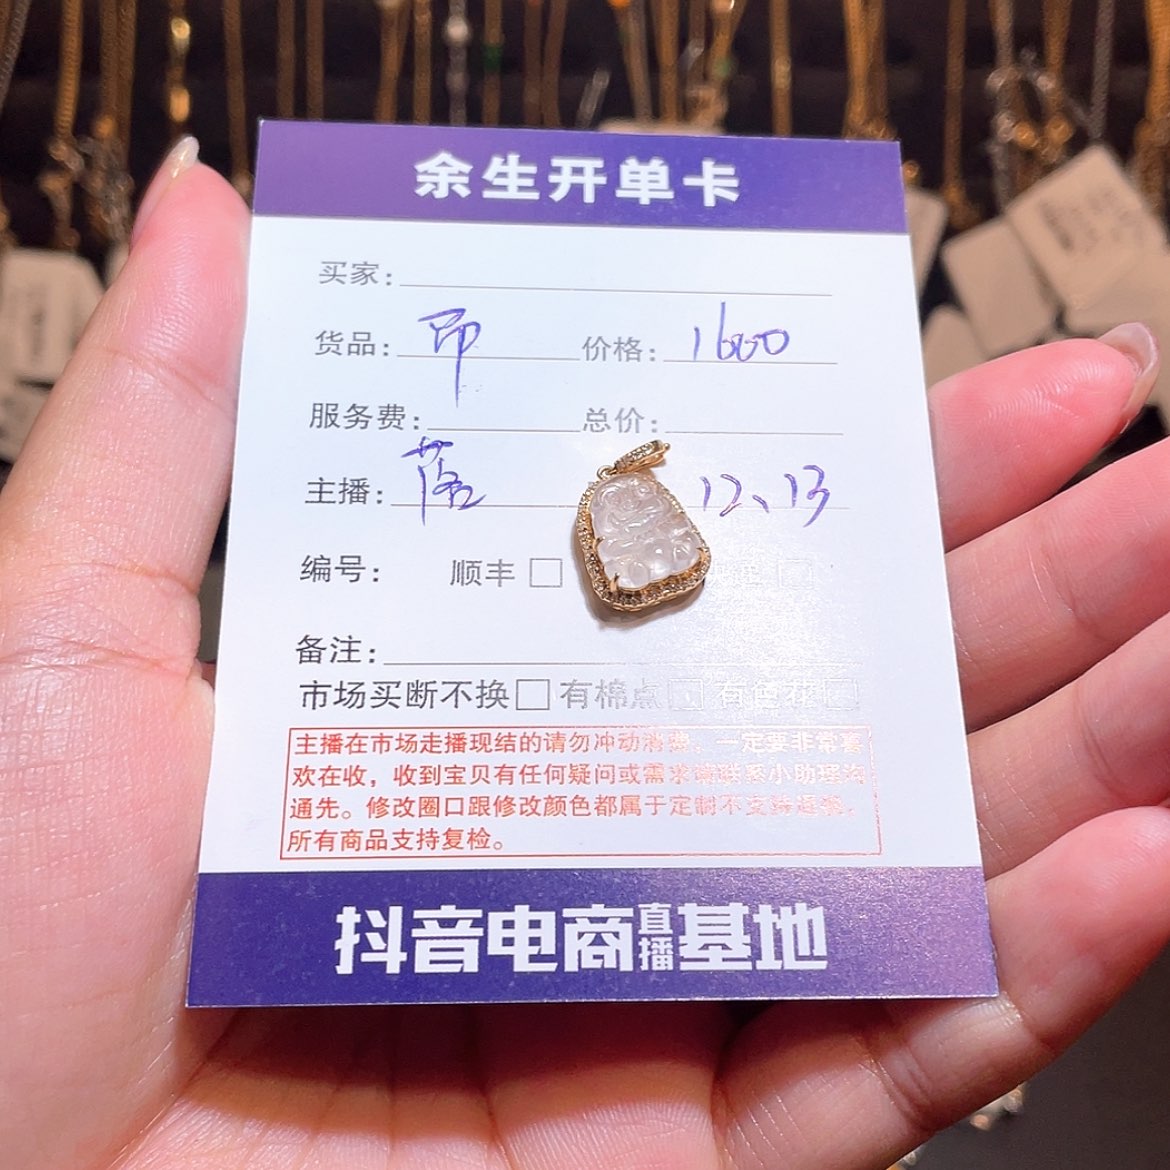 余生开单卡
买家:
货品: 吊 价格: 1600
服务费: 总价:
主播: 落 12、13
编号: 顺丰
备注:
市场买断不换 有棉点 有色花
主播在市场走播现结的请勿冲动消费。一定要非常喜
欢在收，收到宝贝有任何疑问或需求请联系小助理沟
通先。修改圈口跟修改颜色都属于定制不支持退换。
所有商品支持复检。
抖音电商直播基地